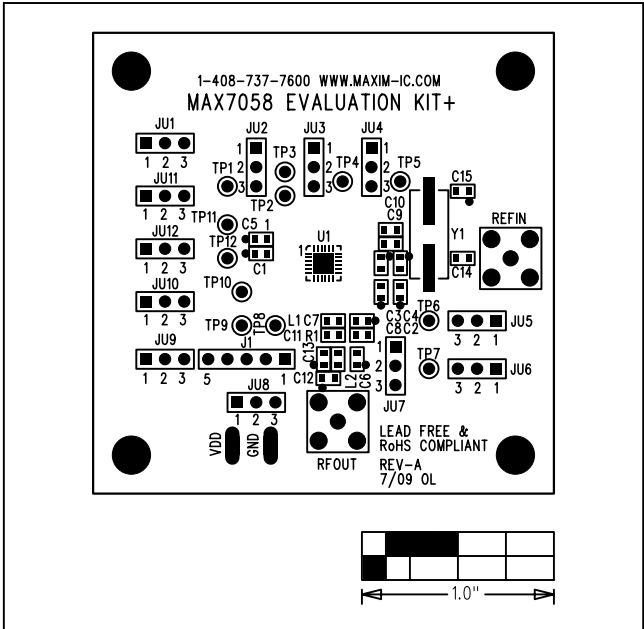 1-408-737-7600 WWW.MAXIM-IC.COM
MAX7058 EVALUATION KIT+
JU1
1 2 3
JU2
1
2
3
TP3
JU3
1
2
3
TP4
JU4
1
2
3
TP5
TP1
TP2
JU11
1 2 3
TP11
C5 1
TP12
C1
JU12
1 2 3
U1
1
C10
C9
C15
Y1
C14
REFIN
TP10
JU10
1 2 3
TP9
TP8
L1 C7
C11 R1
C3 C4
C8 C2
TP6
JU5
3 2 1
JU9
1 2 3
J1
5 1
C13
C12
L2
C6
1
2
3
JU7
TP7
JU6
3 2 1
JU8
1 2 3
VDD
GND
RFOUT
LEAD FREE &
RoHS COMPLIANT
REV-A
7/09 OL
1.0"